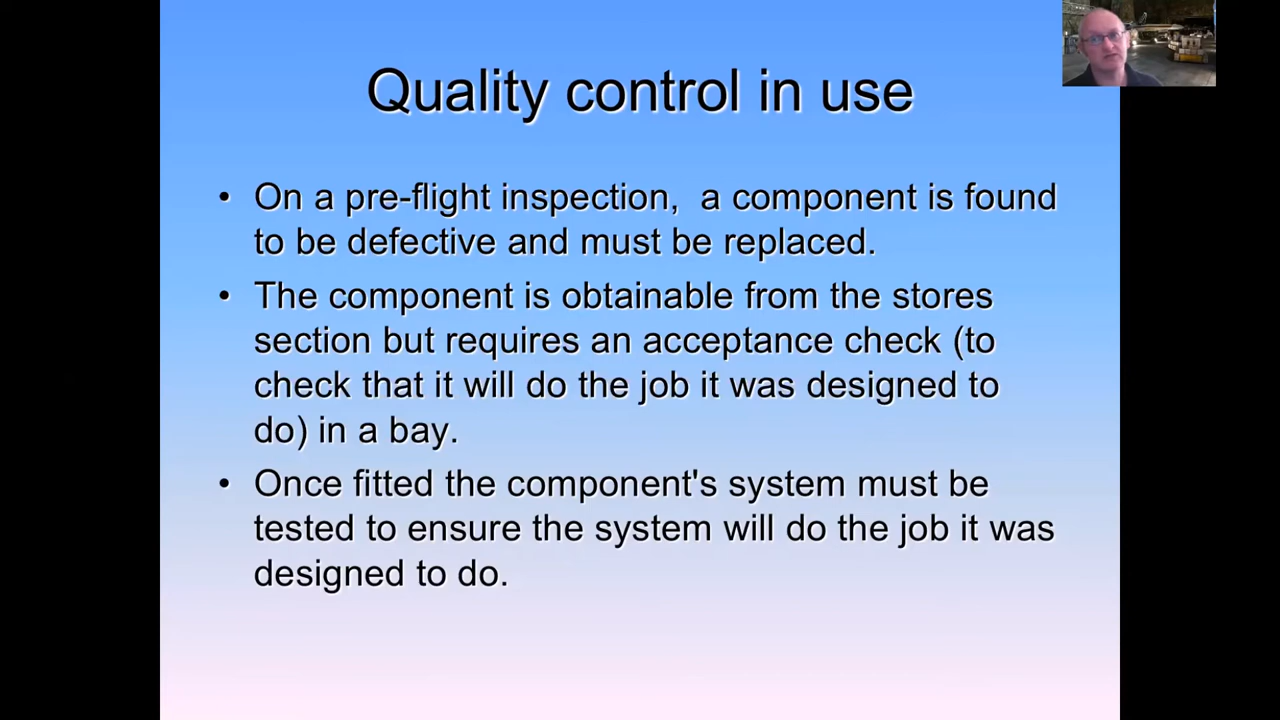 Quality control in use
• On a pre-flight inspection,  a component is found
to be defective and must be replaced.
• The component is obtainable from the stores
section but requires an acceptance check (to
check that it will do the job it was designed to
do) in a bay.
• Once fitted the component's system must be
tested to ensure the system will do the job it was
designed to do.